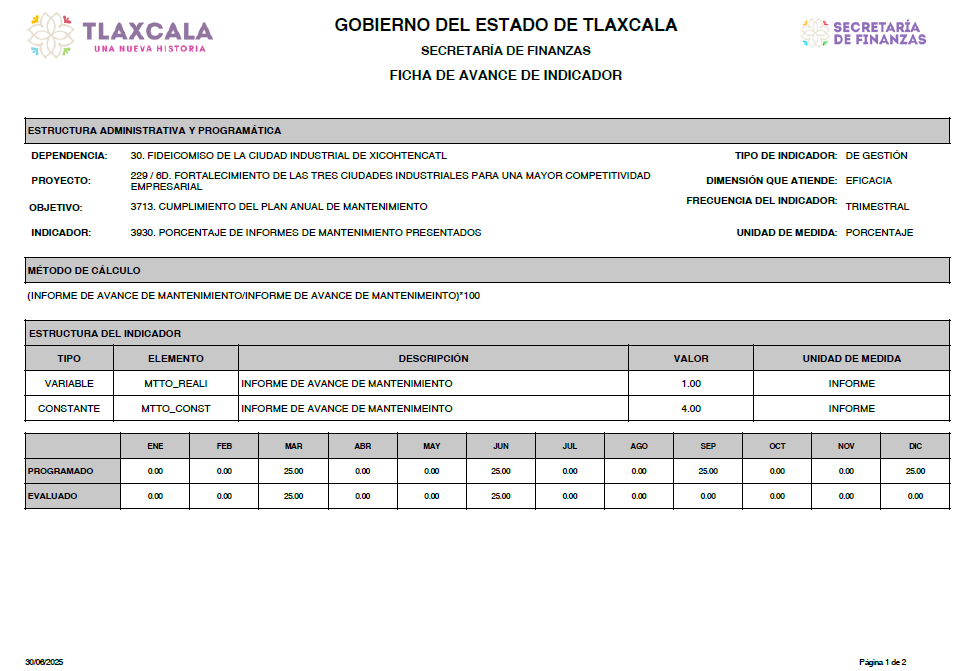 TLAXCALA
UNA NUEVA HISTORIA
GOBIERNO DEL ESTADO DE TLAXCALA
SECRETARÍA DE FINANZAS
FICHA DE AVANCE DE INDICADOR
SECRETARÍA
DE FINANZAS
ESTRUCTURA ADMINISTRATIVA Y PROGRAMÁTICA
DEPENDENCIA: 30. FIDEICOMISO DE LA CIUDAD INDUSTRIAL DE XICOHTENCATL TIPO DE INDICADOR: DE GESTIÓN
PROYECTO: 229 / 6D. FORTALECIMIENTO DE LAS TRES CIUDADES INDUSTRIALES PARA UNA MAYOR COMPETITIVIDAD
EMPRESARIAL
DIMENSIÓN QUE ATIENDE: EFICACIA
OBJETIVO: 3713. CUMPLIMIENTO DEL PLAN ANUAL DE MANTENIMIENTO FRECUENCIA DEL INDICADOR: TRIMESTRAL
INDICADOR: 3930. PORCENTAJE DE INFORMES DE MANTENIMIENTO PRESENTADOS UNIDAD DE MEDIDA: PORCENTAJE
MÉTODO DE CÁLCULO
(INFORME DE AVANCE DE MANTENIMIENTO/INFORME DE AVANCE DE MANTENIMEINTO)*100
ESTRUCTURA DEL INDICADOR
TIPO ELEMENTO DESCRIPCIÓN VALOR UNIDAD DE MEDIDA
VARIABLE MTTO_REALI INFORME DE AVANCE DE MANTENIMIENTO 1.00 INFORME
CONSTANTE MTTO_CONST INFORME DE AVANCE DE MANTENIMEINTO 4.00 INFORME
ENE FEB MAR ABR MAY JUN JUL AGO SEP OCT NOV DIC
PROGRAMADO 0.00 0.00 25.00 0.00 0.00 25.00 0.00 0.00 25.00 0.00 0.00 25.00
EVALUADO 0.00 0.00 25.00 0.00 0.00 25.00 0.00 0.00 0.00 0.00 0.00 0.00
30/06/2025 Página 1 de 2